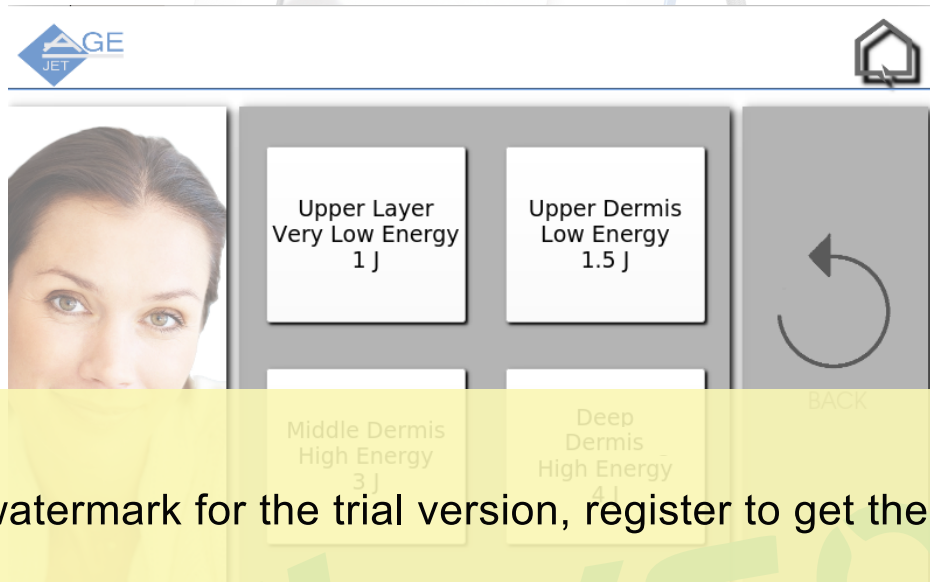 AGE
JET
Upper Layer
Very Low Energy
1 J
Upper Dermis
Low Energy
1.5 J
Middle Dermis
High Energy
3 J
Deep
Dermis
High Energy
4 J
BACK
watermark for the trial version, register to get the